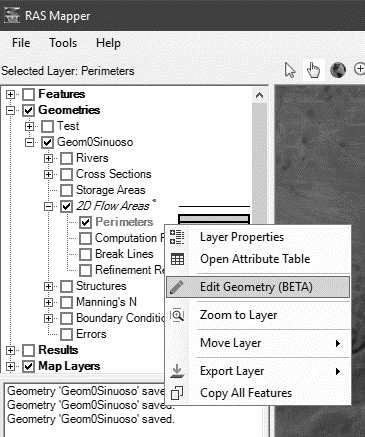 RAS Mapper
File Tools Help
Selected Layer: Perimeters
Features
Geometries
Test
Geom0Sinuoso
Rivers
Cross Sections
Storage Areas
2D Flow Areas *
Perimeters
Computation
Break Lines
Refinement Re
Structures
Manning's N
Boundary Conditio
Errors
Results
Map Layers
Layer Properties
Open Attribute Table
Edit Geometry (BETA)
Zoom to Layer
Move Layer
Export Layer
Copy All Features
Geometry 'Geom0Sinuoso' saved.
Geometry 'Geom0Sinuoso' saved.
Geometry 'Geom0Sinuoso' saved.